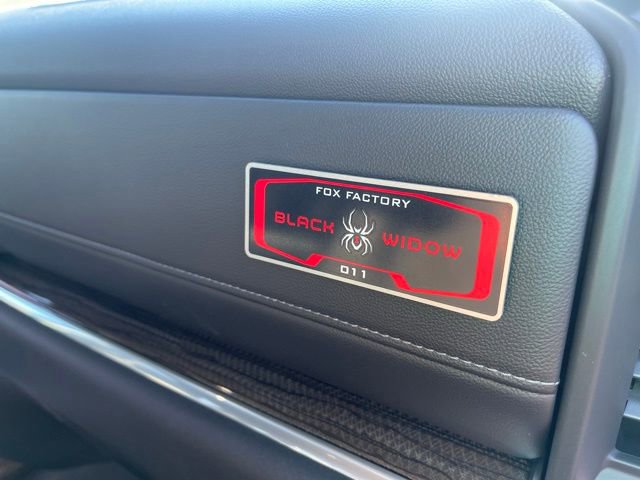 FOX FACTORY
BLACK WIDOW
011